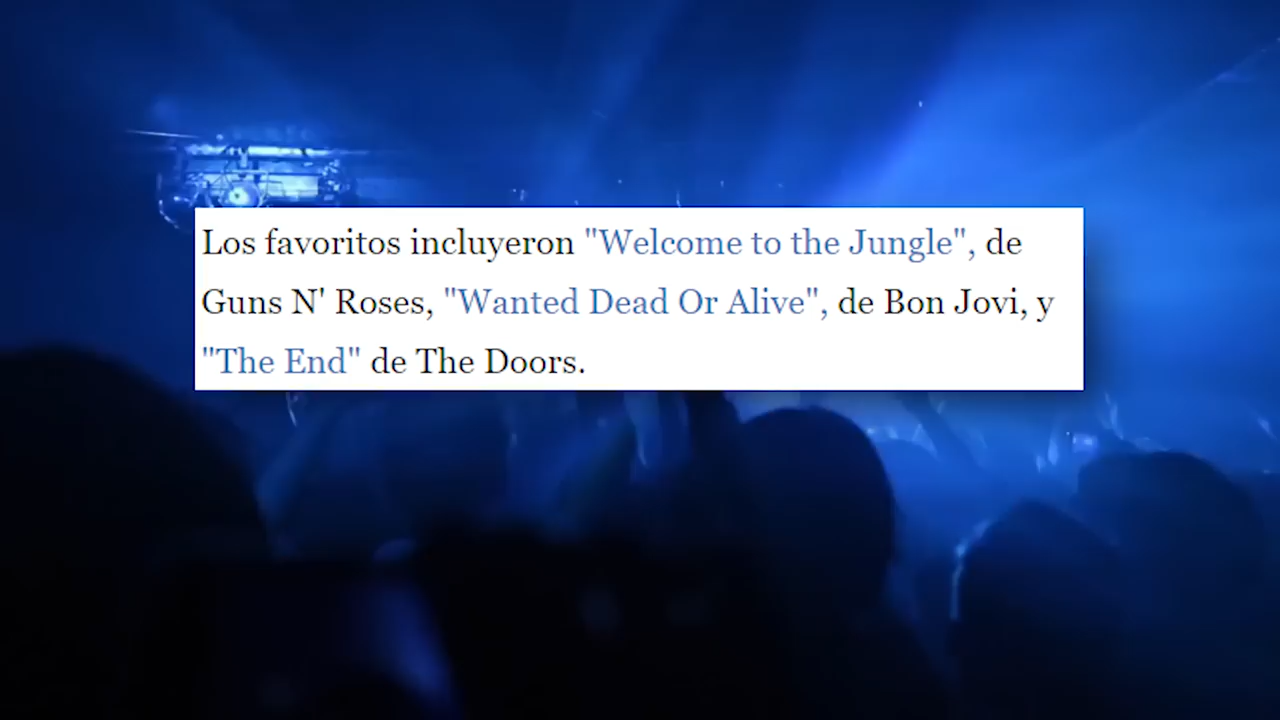 Los favoritos incluyeron "Welcome to the Jungle", de
Guns N' Roses, "Wanted Dead Or Alive", de Bon Jovi, y
"The End" de The Doors.